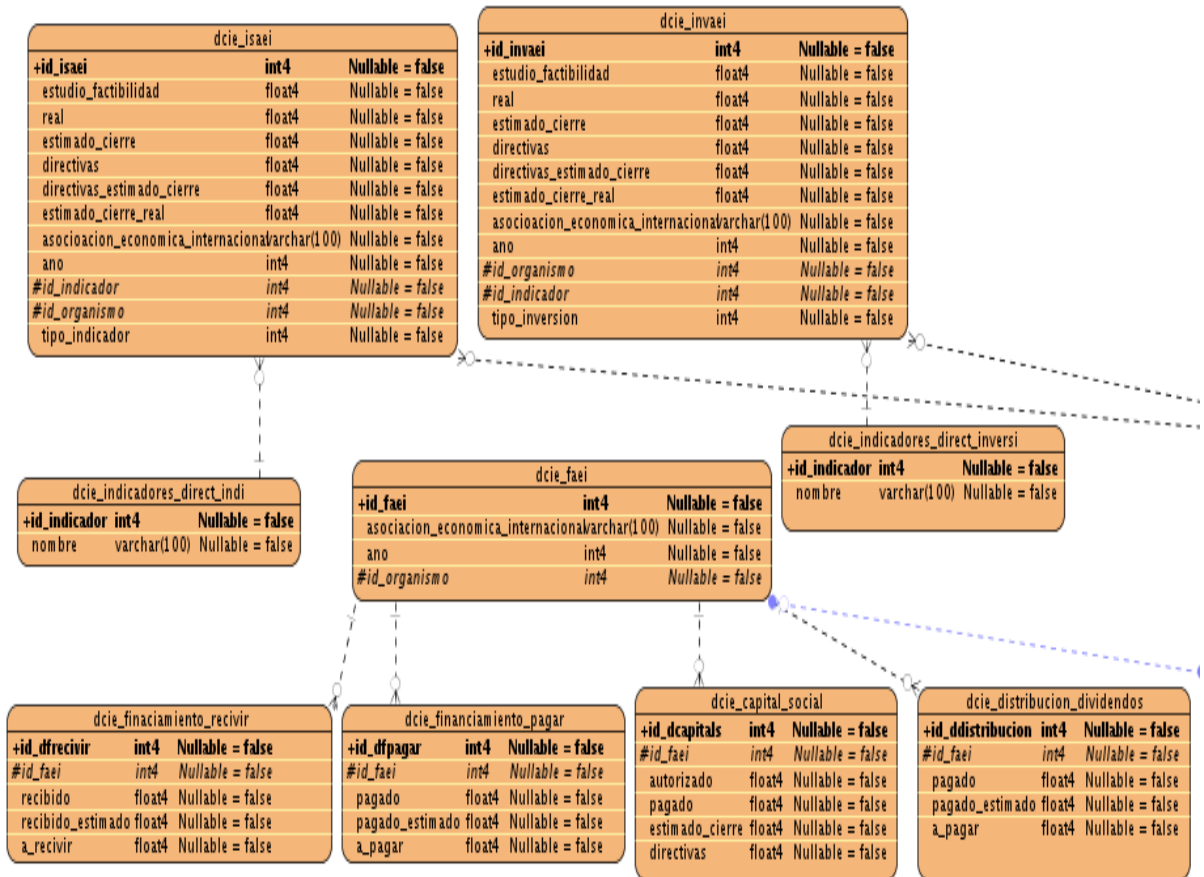 dcie_isaei
+id_isaei int4 Nullable = false
estudio_factibilidad float4 Nullable = false
real float4 Nullable = false
estimado_cierre float4 Nullable = false
directivas float4 Nullable = false
directivas_estimado_cierre float4 Nullable = false
estimado_cierre_real float4 Nullable = false
asocioacion_economica_internacional varchar(100) Nullable = false
ano int4 Nullable = false
#id_indicador int4 Nullable = false
#id_organismo int4 Nullable = false
tipo_indicador int4 Nullable = false
dcie_invaei
+id_invaei int4 Nullable = false
estudio_factibilidad float4 Nullable = false
real float4 Nullable = false
estimado_cierre float4 Nullable = false
directivas float4 Nullable = false
directivas_estimado_cierre float4 Nullable = false
estimado_cierre_real float4 Nullable = false
asocioacion_economica_internacional varchar(100) Nullable = false
ano int4 Nullable = false
#id_organismo int4 Nullable = false
#id_indicador int4 Nullable = false
tipo_inversion int4 Nullable = false
dcie_indicadores_direct_indi
+id_indicador int4 Nullable = false
nombre varchar(100) Nullable = false
dcie_faei
+id_faei int4 Nullable = false
asociacion_economica_internacional varchar(100) Nullable = false
ano int4 Nullable = false
#id_organismo int4 Nullable = false
dcie_indicadores_direct_inversi
+id_indicador int4 Nullable = false
nombre varchar(100) Nullable = false
dcie_finaciamiento_recivir
+id_dfrecivir int4 Nullable = false
#id_faei int4 Nullable = false
recibido float4 Nullable = false
recibido_estimado float4 Nullable = false
a_recivir float4 Nullable = false
dcie_financiamiento_pagar
+id_dfpagar int4 Nullable = false
#id_faei int4 Nullable = false
pagado float4 Nullable = false
pagado_estimado float4 Nullable = false
a_pagar float4 Nullable = false
dcie_capital_social
+id_dcapitals int4 Nullable = false
#id_faei int4 Nullable = false
autorizado float4 Nullable = false
pagado float4 Nullable = false
estimado_cierre float4 Nullable = false
directivas float4 Nullable = false
dcie_distribucion_dividendos
+id_ddistribucion int4 Nullable = false
#id_faei int4 Nullable = false
pagado float4 Nullable = false
pagado_estimado float4 Nullable = false
a_pagar float4 Nullable = false